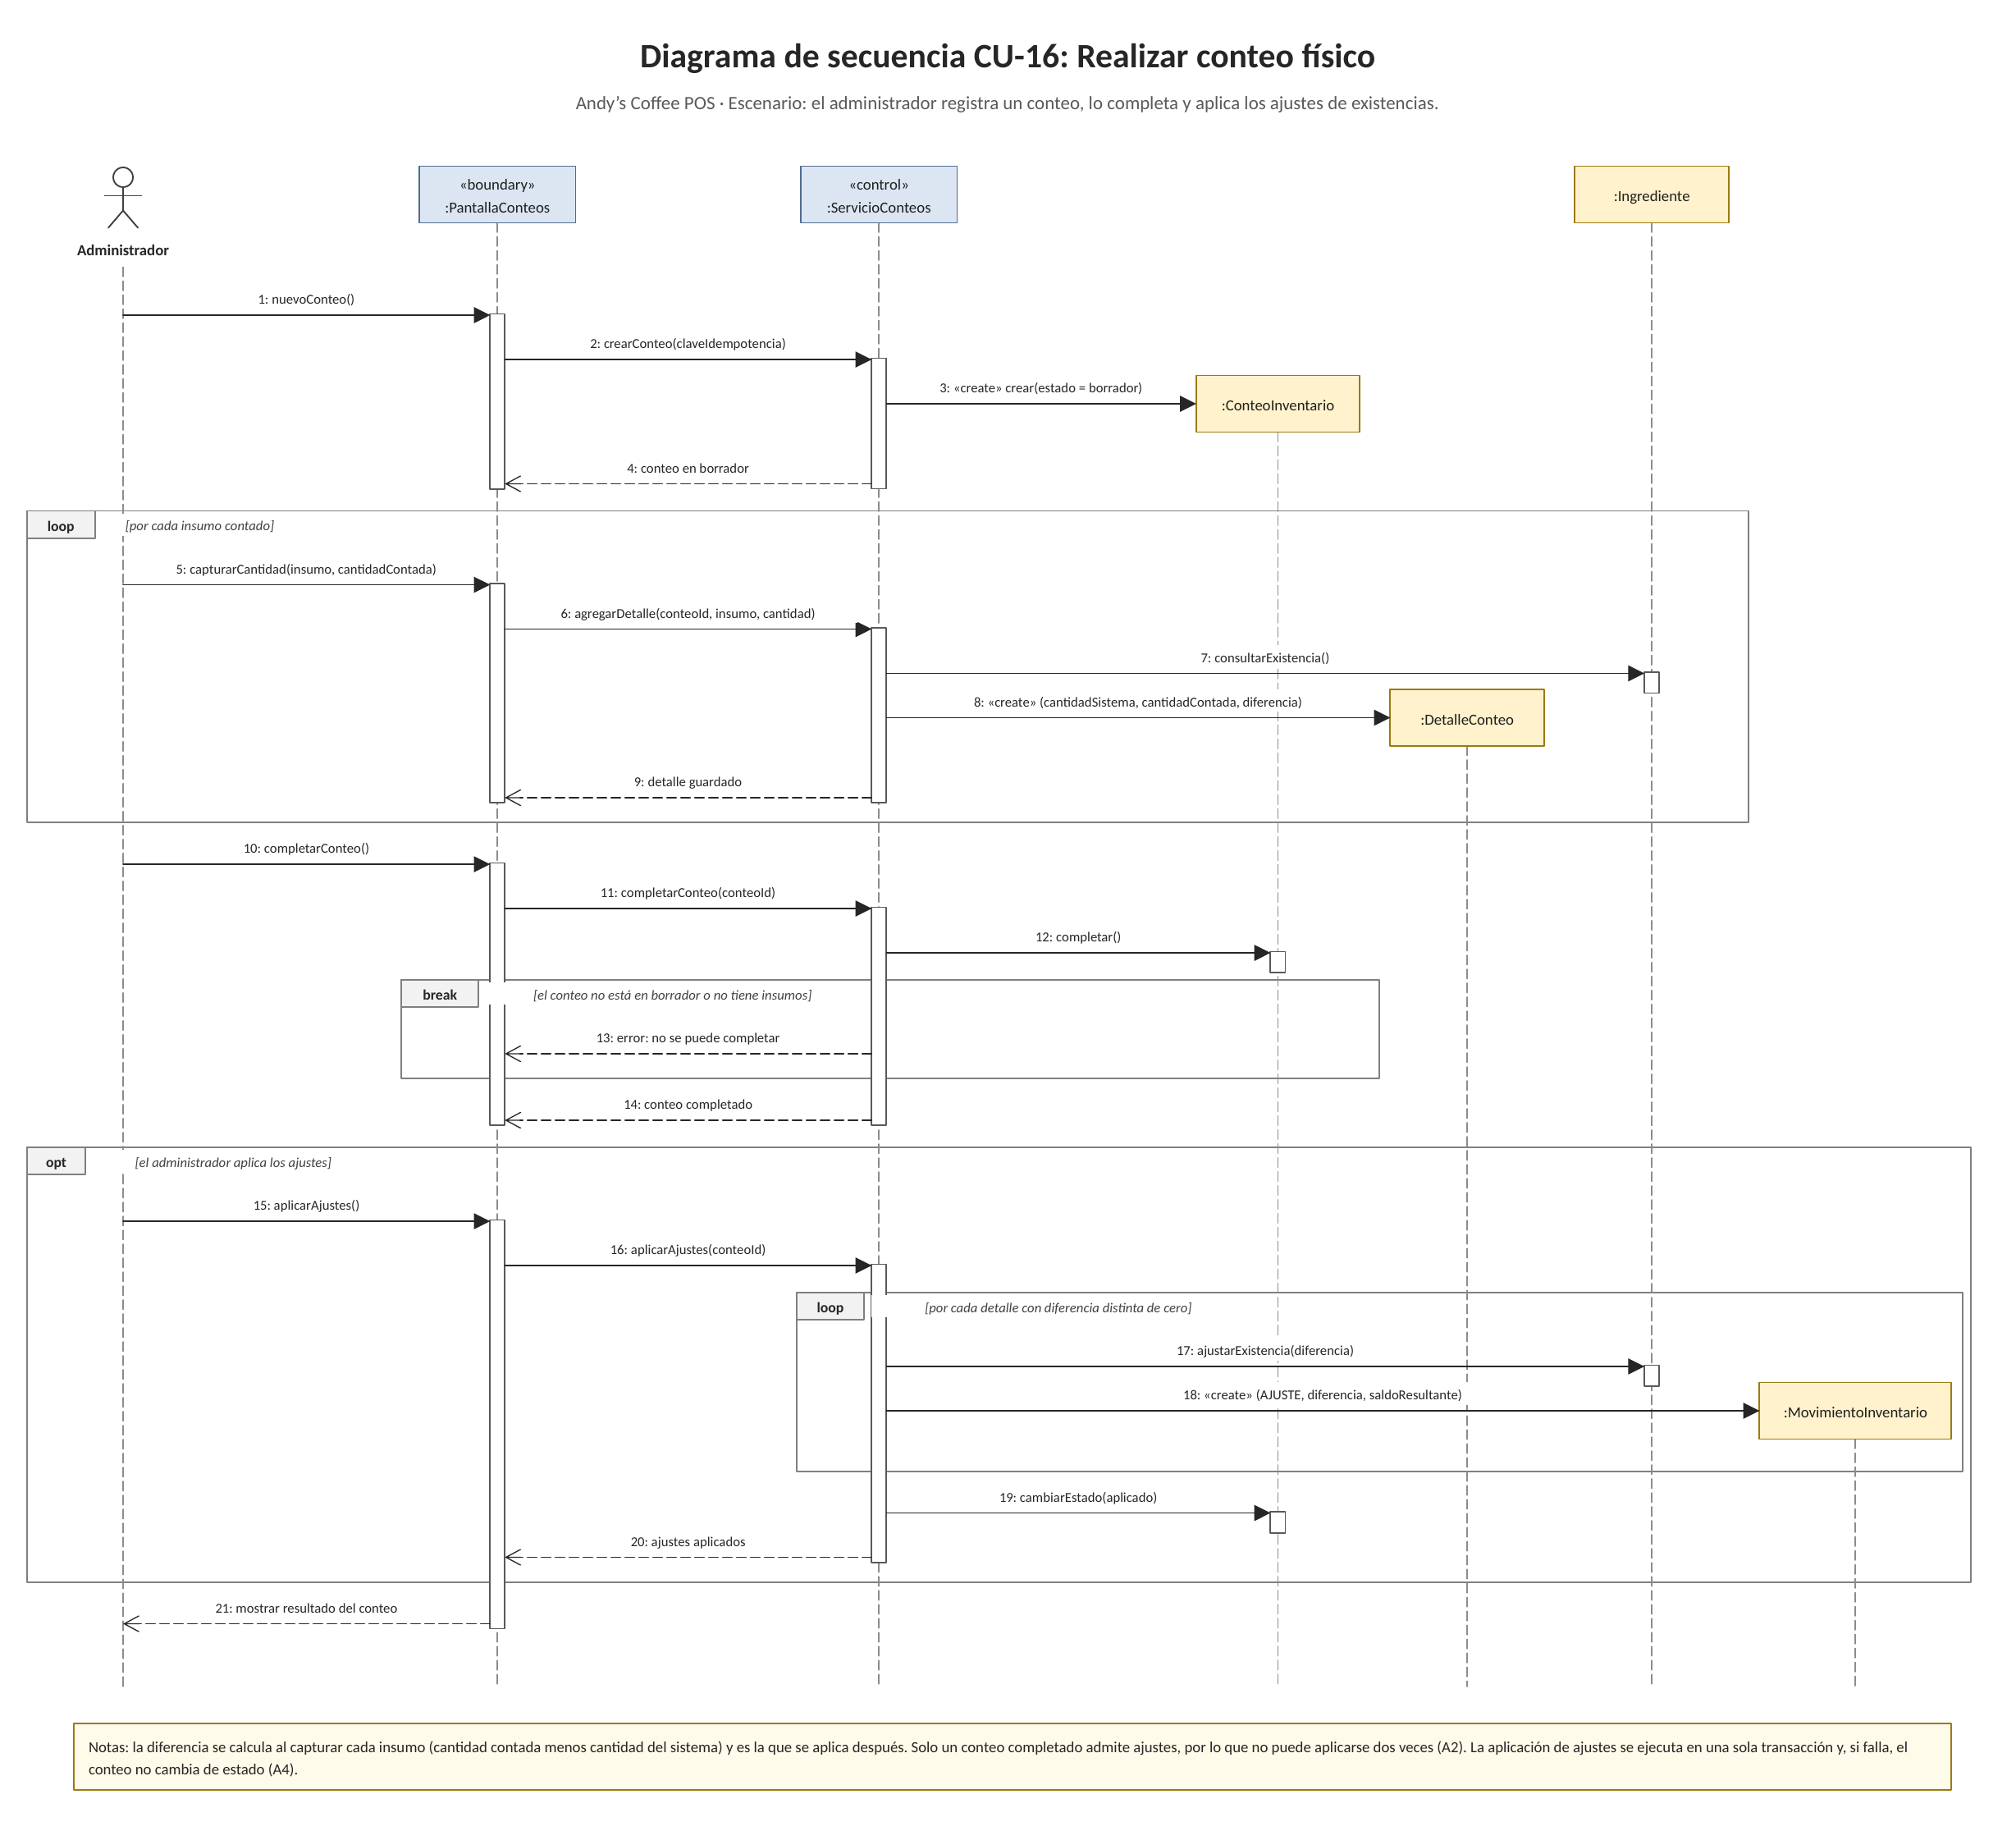 Diagrama de secuencia CU-16: Realizar conteo físico
Andy’s Coffee POS · Escenario: el administrador registra un conteo, lo completa y aplica los ajustes de existencias.
Administrador
«boundary»
:PantallaConteos
«control»
:ServicioConteos
:Ingrediente
1: nuevoConteo()
2: crearConteo(claveIdempotencia)
3: «create» crear(estado = borrador)
:ConteoInventario
4: conteo en borrador
loop
[por cada insumo contado]
5: capturarCantidad(insumo, cantidadContada)
6: agregarDetalle(conteoId, insumo, cantidad)
7: consultarExistencia()
8: «create» (cantidadSistema, cantidadContada, diferencia)
:DetalleConteo
9: detalle guardado
10: completarConteo()
11: completarConteo(conteoId)
12: completar()
break
[el conteo no está en borrador o no tiene insumos]
13: error: no se puede completar
14: conteo completado
opt
[el administrador aplica los ajustes]
15: aplicarAjustes()
16: aplicarAjustes(conteoId)
loop
[por cada detalle con diferencia distinta de cero]
17: ajustarExistencia(diferencia)
18: «create» (AJUSTE, diferencia, saldoResultante)
:MovimientoInventario
19: cambiarEstado(aplicado)
20: ajustes aplicados
21: mostrar resultado del conteo
Notas: la diferencia se calcula al capturar cada insumo (cantidad contada menos cantidad del sistema) y es la que se aplica después. Solo un conteo completado admite ajustes, por lo que no puede aplicarse dos veces (A2). La aplicación de ajustes se ejecuta en una sola transacción y, si falla, el
conteo no cambia de estado (A4).